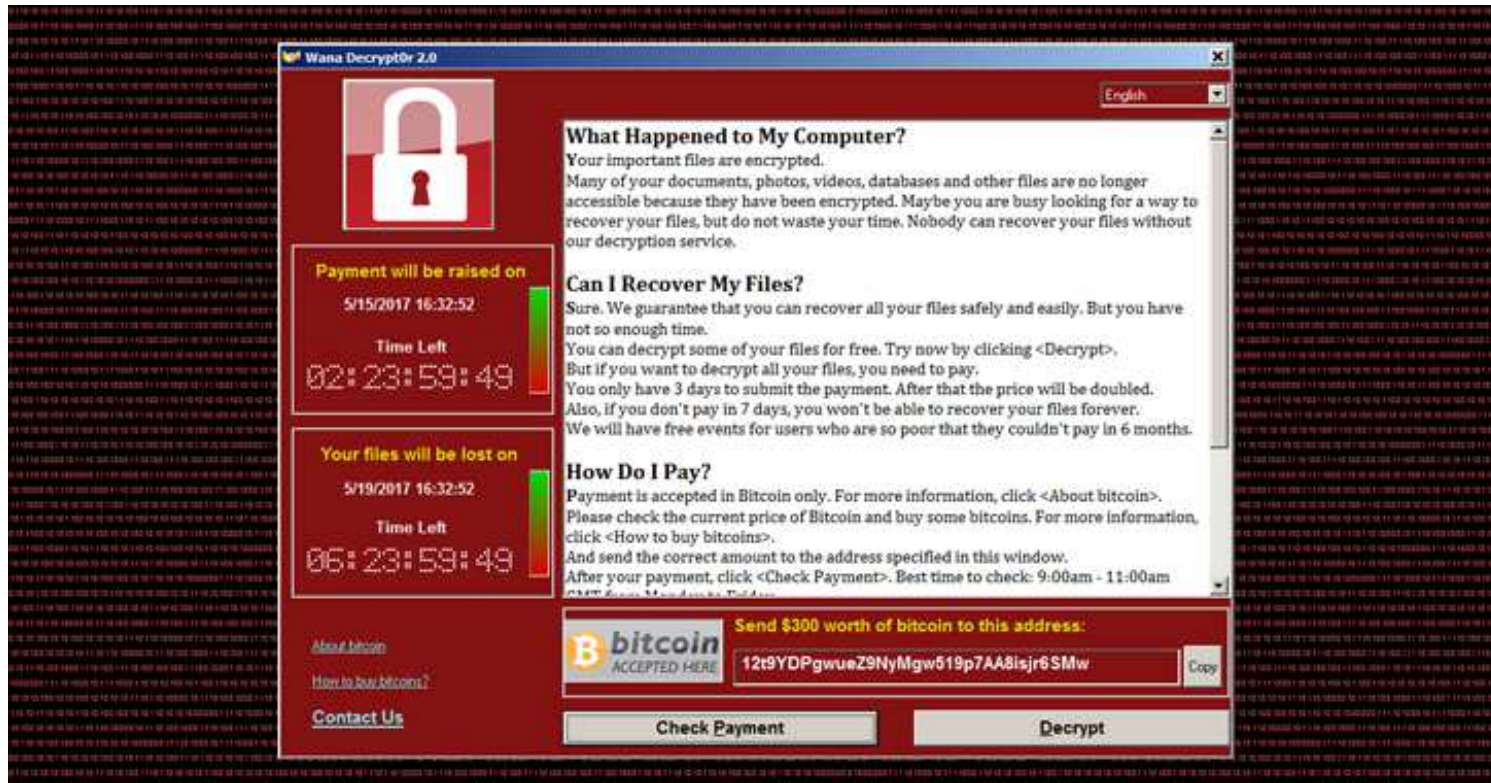 Wana Decrypt0r 2.0
English
What Happened to My Computer?
Your important files are encrypted.
Many of your documents, photos, videos, databases and other files are no longer
accessible because they have been encrypted. Maybe you are busy looking for a way to
recover your files, but do not waste your time. Nobody can recover your files without
our decryption service.
Can I Recover My Files?
Sure. We guarantee that you can recover all your files safely and easily. But you have
not so enough time.
You can decrypt some of your files for free. Try now by clicking <Decrypt>.
But if you want to decrypt all your files, you need to pay.
You only have 3 days to submit the payment. After that the price will be doubled.
Also, if you don't pay in 7 days, you won't be able to recover your files forever.
We will have free events for users who are so poor that they couldn't pay in 6 months.
How Do I Pay?
Payment is accepted in Bitcoin only. For more information, click <About bitcoin>.
Please check the current price of Bitcoin and buy some bitcoins. For more information,
click <How to buy bitcoins>.
And send the correct amount to the address specified in this window.
After your payment, click <Check Payment>. Best time to check: 9:00am - 11:00am
GMT from Monday to Friday
Payment will be raised on
5/15/2017 16:32:52
Time Left
02:23:59:49
Your files will be lost on
5/19/2017 16:32:52
Time Left
06:23:59:49
About bitcoin
How to buy bitcoins?
Contact Us
bitcoin
ACCEPTED HERE
Send $300 worth of bitcoin to this address:
12t9YDPgwueZ9NyMgw519p7AA8isjr6SMw
Copy
Check Payment
Decrypt